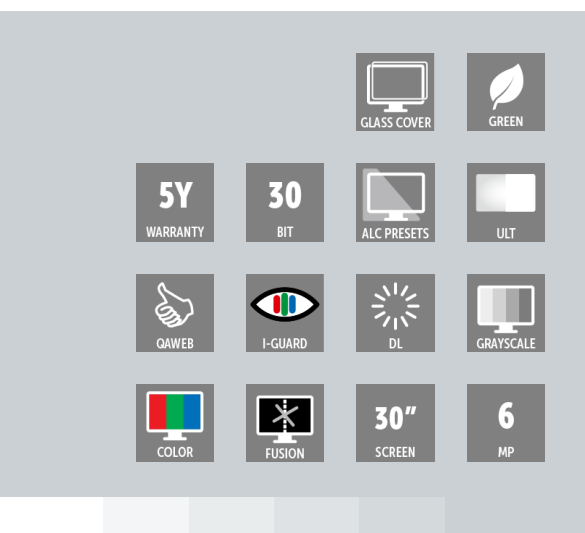 GLASS COVER
GREEN
5Y
WARRANTY
30
BIT
ALC PRESETS
ULT
QAWEB
I-GUARD
DL
GRAYSCALE
COLOR
FUSION
30"
SCREEN
6
MP